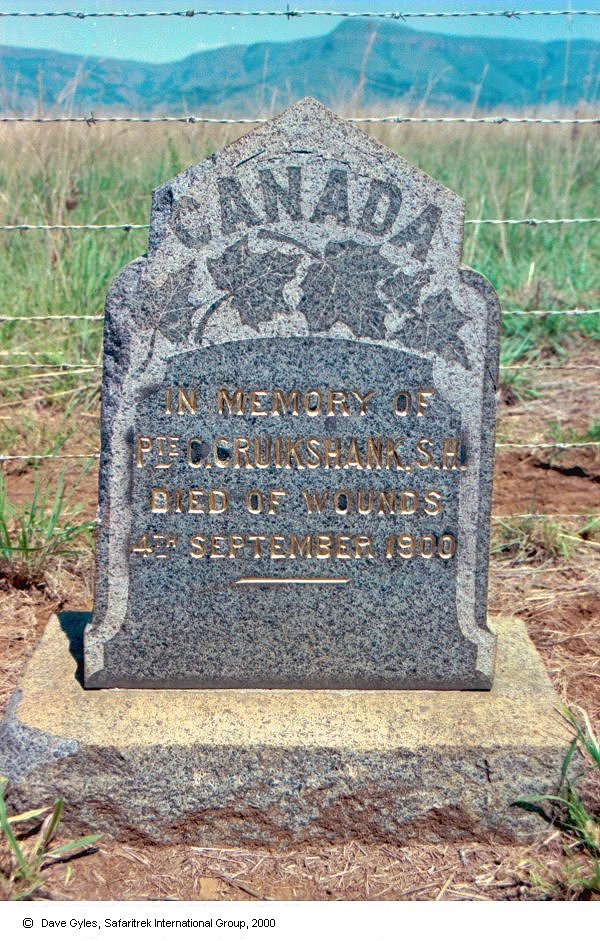 CANADA
IN MEMORY OF
PTE C. CRUIKSHANK, S.H.
DIED OF WOUNDS
4TH SEPTEMBER 1900
© Dave Gyles, Safaritrek International Group, 2000